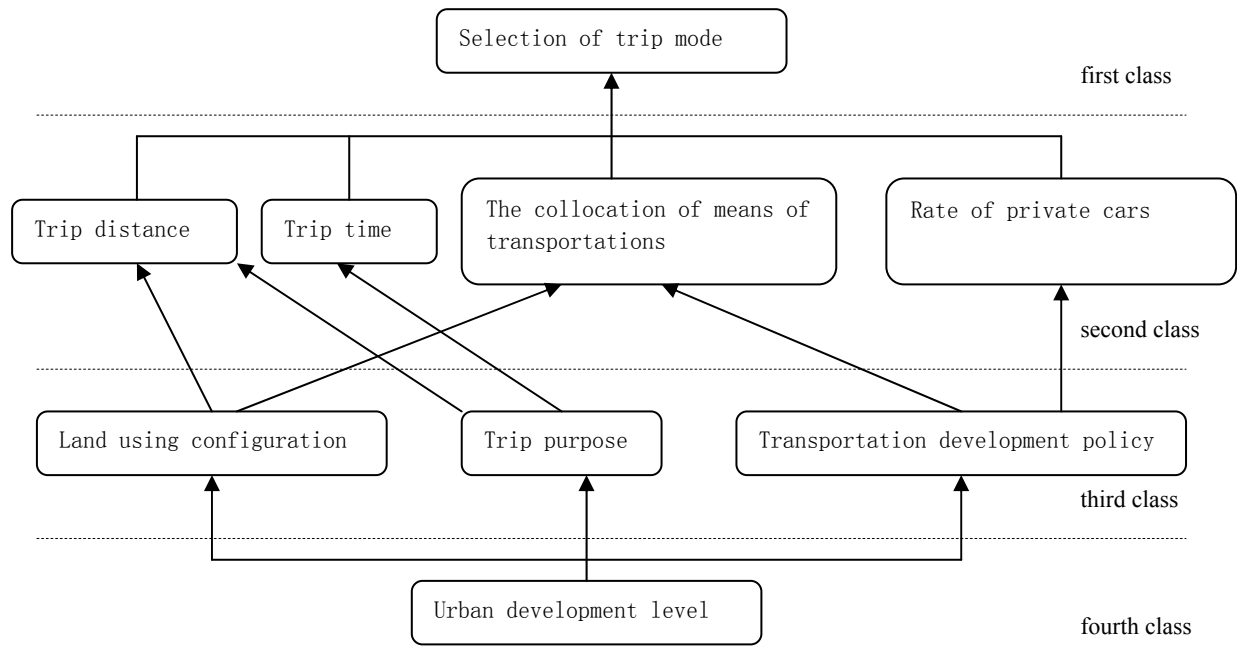 Selection of trip mode
first class
Trip distance
Trip time
The collocation of means of
transportations
Rate of private cars
second class
Land using configuration
Trip purpose
Transportation development policy
third class
Urban development level
fourth class